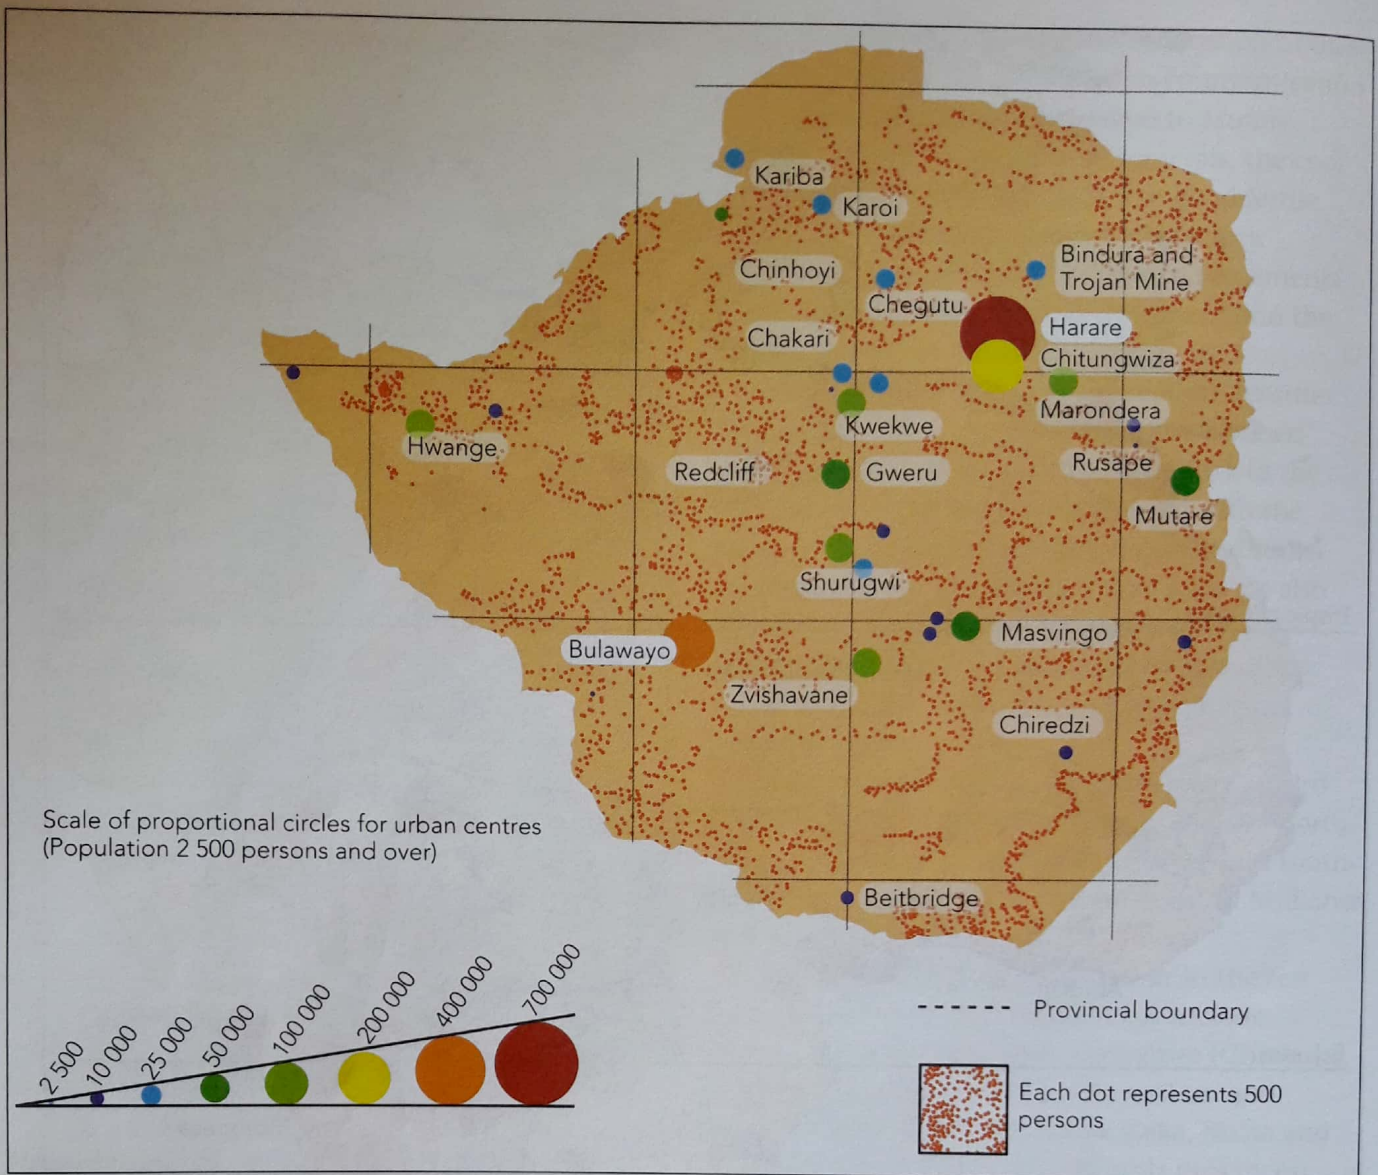 Kariba
Karoi
Chinhoyi
Bindura and
Trojan Mine
Chegutu
Harare
Chakari
Chitungwiza
Marondera
Kwekwe
Hwange
Redcliff
Gweru
Rusape
Mutare
Shurugwi
Bulawayo
Masvingo
Zvishavane
Chiredzi
Beitbridge
Scale of proportional circles for urban centres
(Population 2 500 persons and over)
2 500
10 000
25 000
50 000
100 000
200 000
400 000
700 000
Provincial boundary
Each dot represents 500
persons